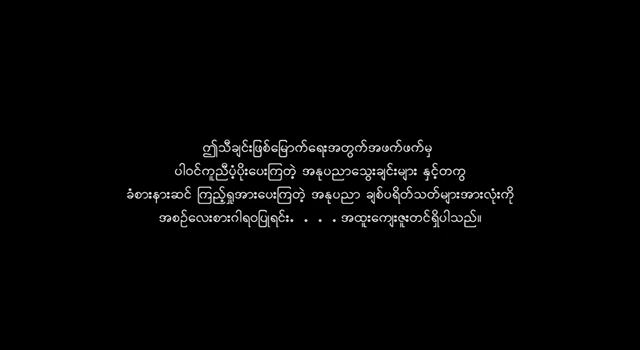 ဤသီချင်းဖြစ်မြောက်ရေးအတွက်အဖက်ဖက်မှ
ပါဝင်ကူညီပံ့ပိုးပေးကြတဲ့ အနုပညာသွေးချင်းများ နှင့်တကွ
ခံစားနားဆင် ကြည့်ရှုအားပေးကြတဲ့ အနုပညာ ချစ်ပရိတ်သတ်များအားလုံးကို
အစဉ်လေးစားဂါရဝပြုရင်း. . . . အထူးကျေးဇူးတင်ရှိပါသည်။